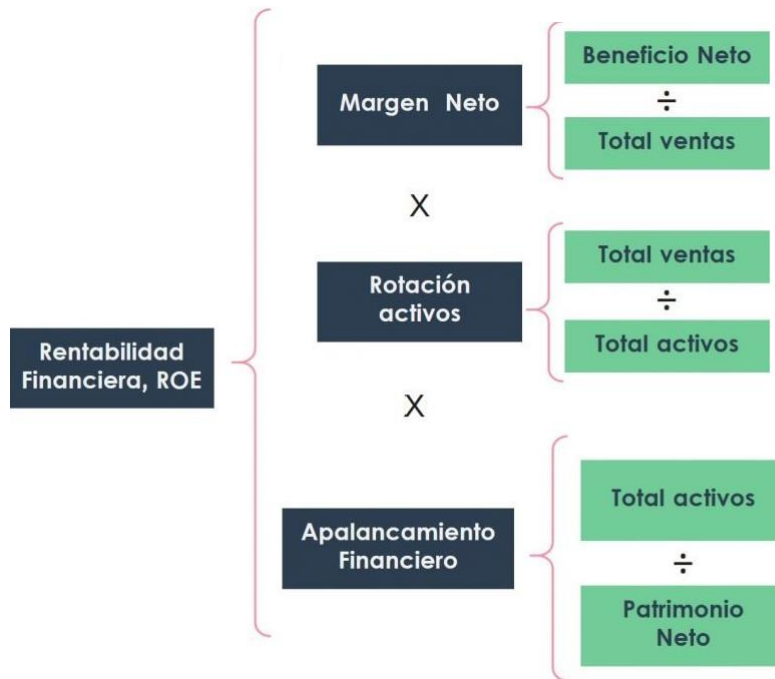 Beneficio Neto
÷
Margen Neto
Total ventas
X
Total ventas
÷
Rotación
activos
Total activos
Rentabilidad
Financiera, ROE
X
Total activos
Apalancamiento
Financiero
÷
Patrimonio
Neto